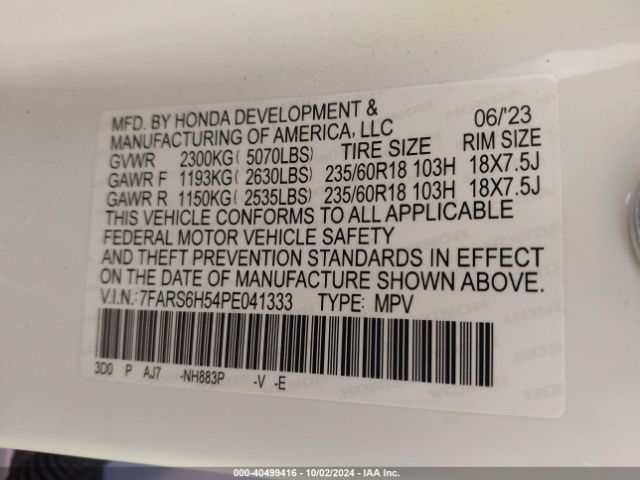 MFD. BY HONDA DEVELOPMENT & 06/'23
MANUFACTURING OF AMERICA, LLC
GVWR 2300KG( 5070LBS) TIRE SIZE RIM SIZE
GAWR F 1193KG( 2630LBS) 235/60R18 103H 18X7.5J
GAWR R 1150KG( 2535LBS) 235/60R18 103H 18X7.5J
THIS VEHICLE CONFORMS TO ALL APPLICABLE
FEDERAL MOTOR VEHICLE SAFETY
AND THEFT PREVENTION STANDARDS IN EFFECT
ON THE DATE OF MANUFACTURE SHOWN ABOVE.
V.I.N.:7FARS6H54PE041333 TYPE: MPV
3D0 P AJ7 -NH883P -V -E
000-40499416 - 10/02/2024 - IAA Inc.